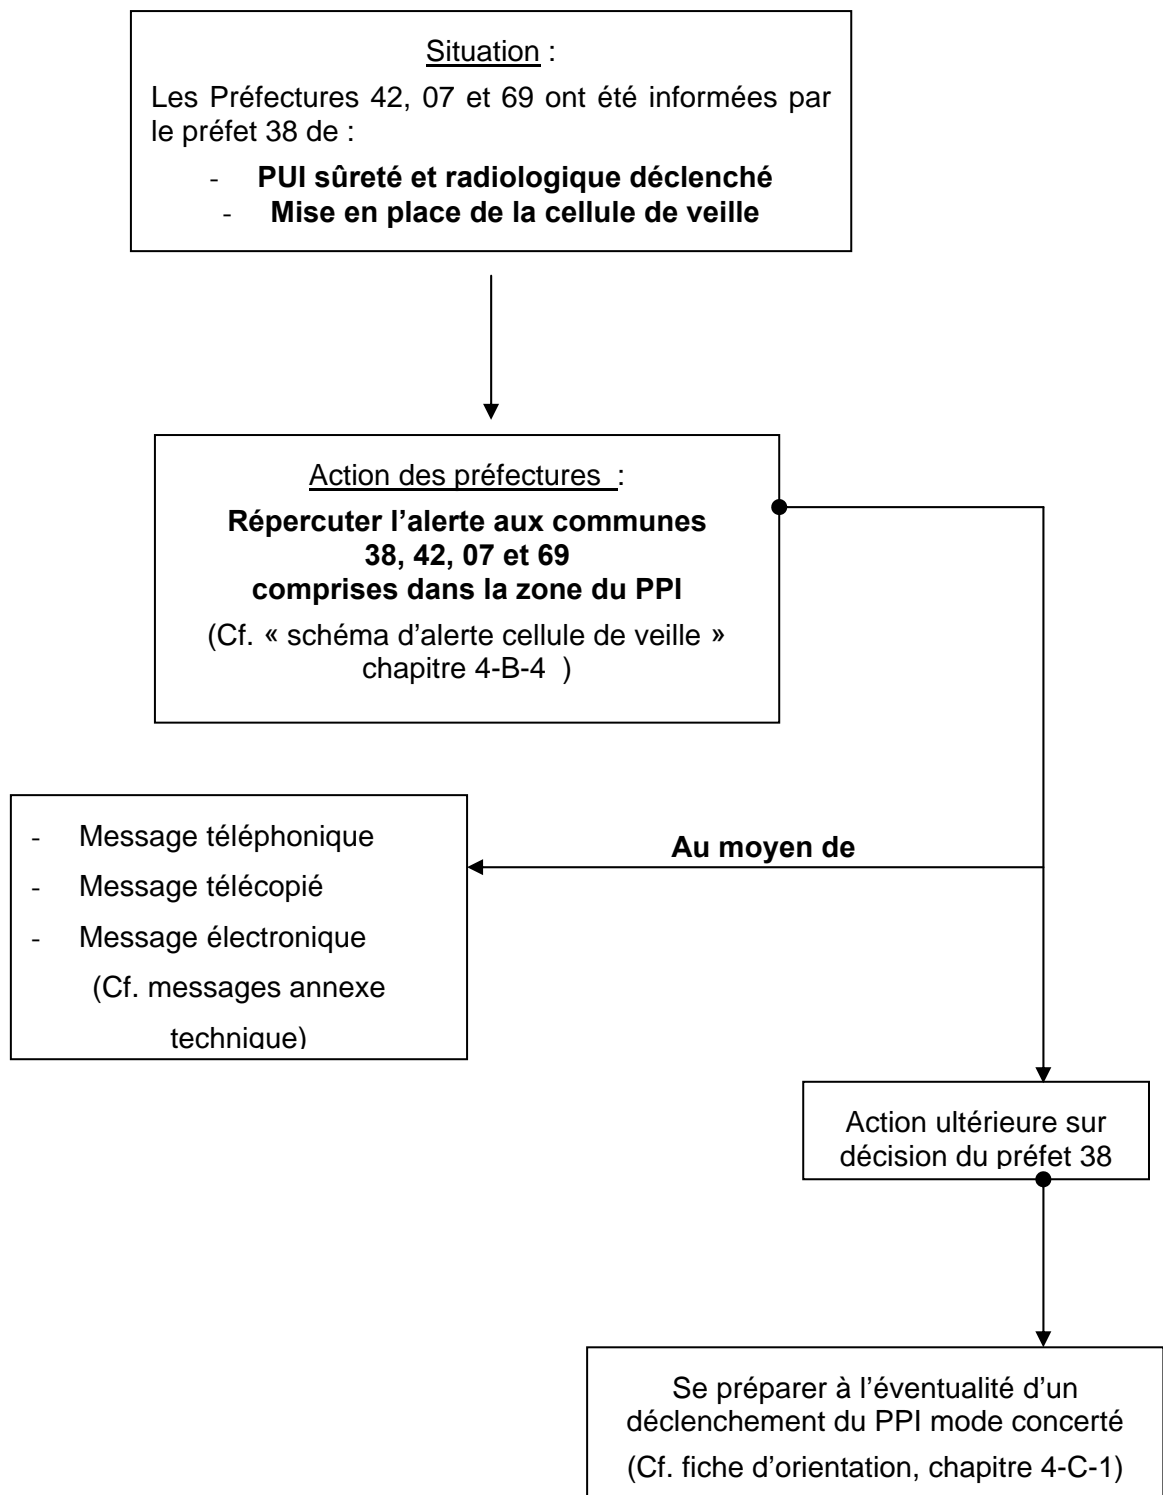 Situation :
Les Préfectures 42, 07 et 69 ont été informées par
le préfet 38 de :
- PUI sûreté et radiologique déclenché
- Mise en place de la cellule de veille
Action des préfectures :
Répercuter l’alerte aux communes
38, 42, 07 et 69
comprises dans la zone du PPI
(Cf. « schéma d’alerte cellule de veille »
chapitre 4-B-4 )
Au moyen de
- Message téléphonique
- Message télécopié
- Message électronique
(Cf. messages annexe
technique)
Action ultérieure sur
décision du préfet 38
Se préparer à l’éventualité d’un
déclenchement du PPI mode concerté
(Cf. fiche d’orientation, chapitre 4-C-1)